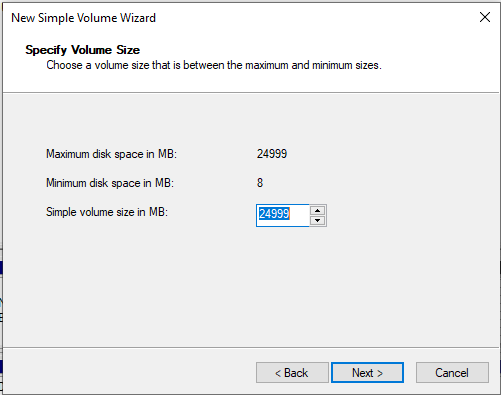 New Simple Volume Wizard
Specify Volume Size
Choose a volume size that is between the maximum and minimum sizes.
Maximum disk space in MB: 24999
Minimum disk space in MB: 8
Simple volume size in MB: 24999
< Back Next > Cancel